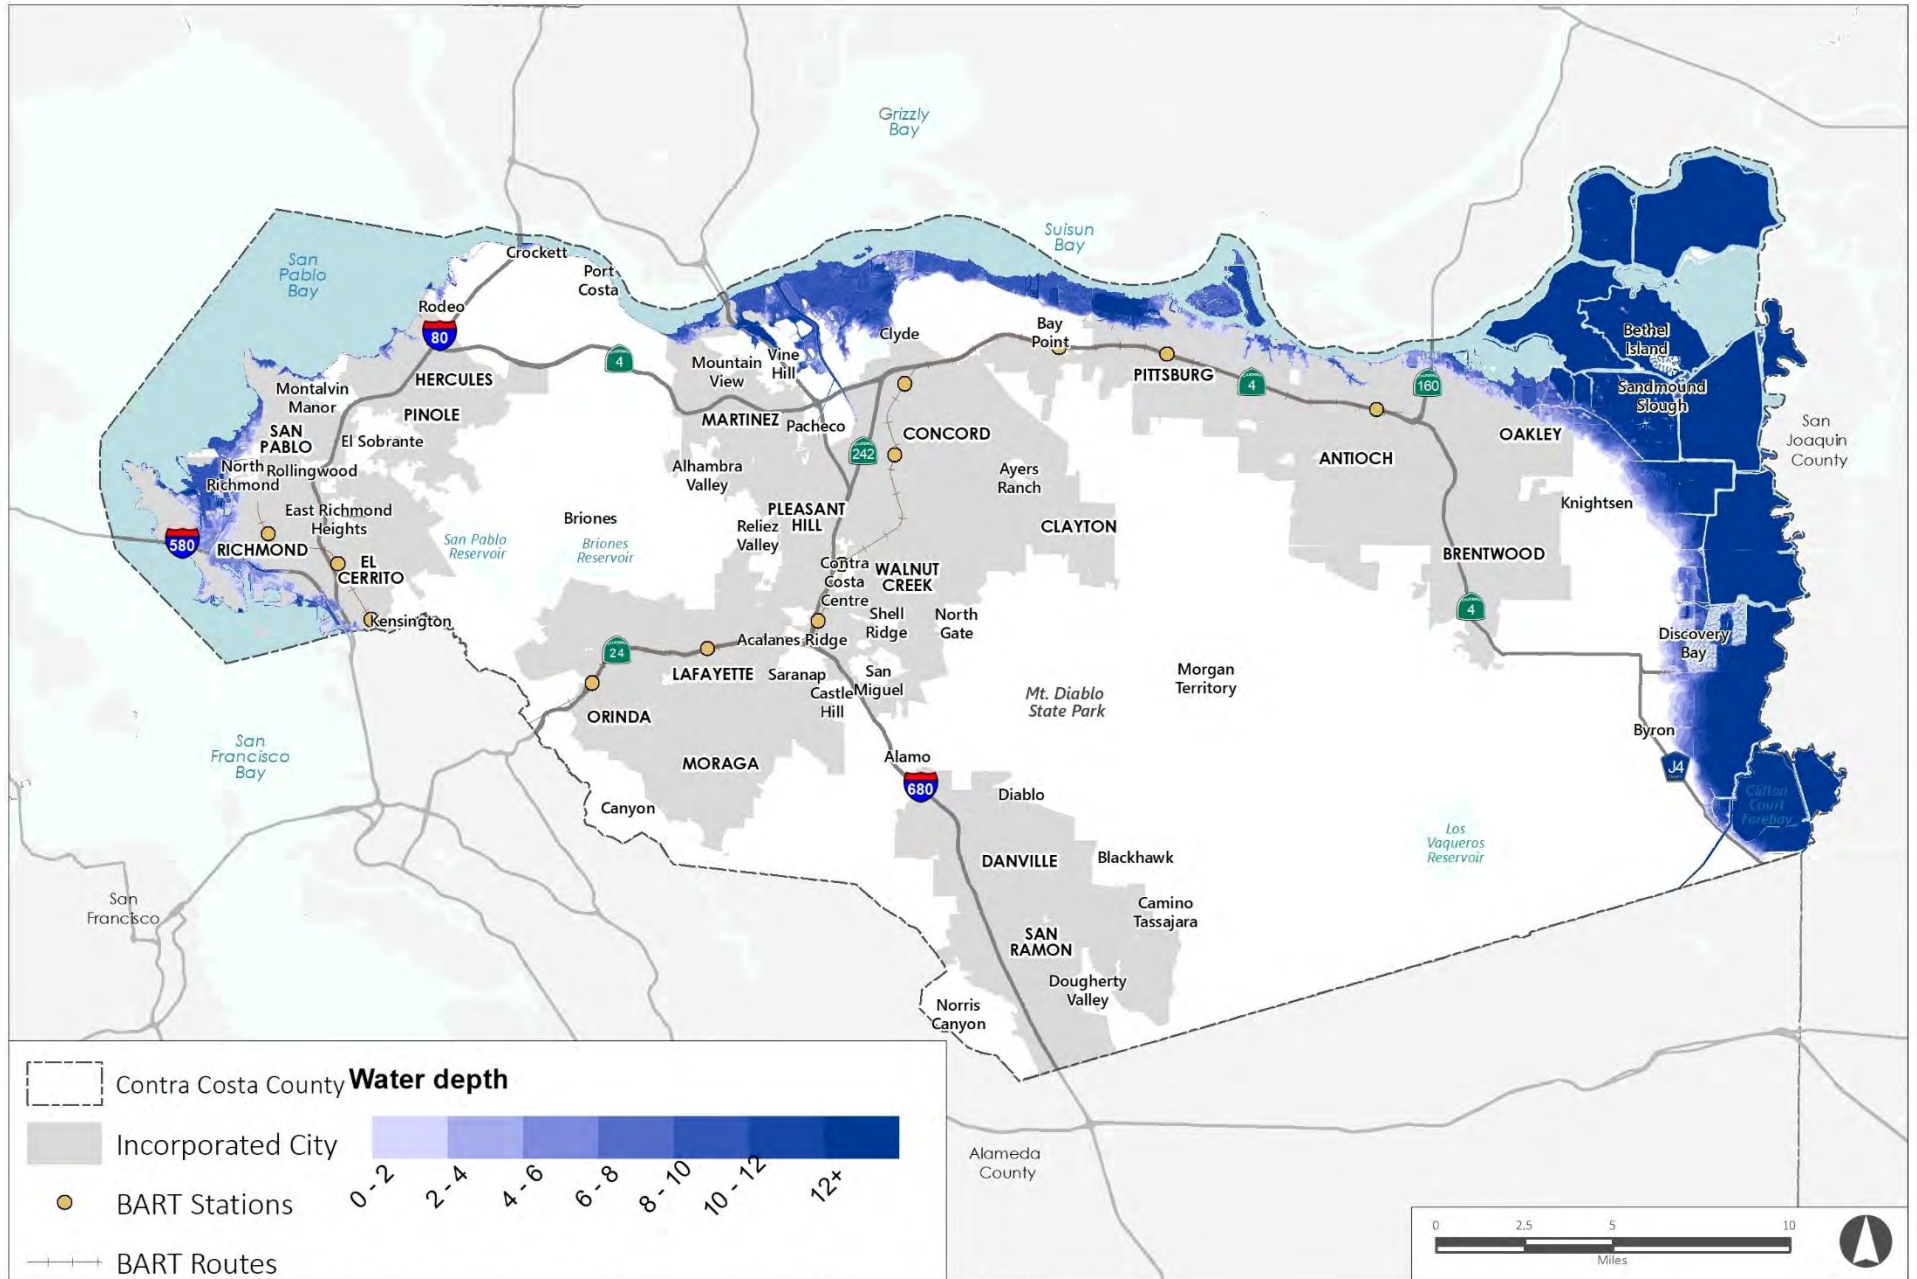 Grizzly
Bay
Suisun
Bay
San
Pablo
Bay
Crockett
Port
Costa
Rodeo
80
4
HERCULES
Montalvin
Manor
PINOLE
SAN
PABLO
El Sobrante
North
Richmond
Rollingwood
East Richmond
Heights
580
RICHMOND
EL
CERRITO
Kensington
San Pablo
Reservoir
Briones
Briones
Reservoir
Mountain
View
Vine
Hill
Clyde
MARTINEZ
Pacheco
242
CONCORD
Alhambra
Valley
Ayers
Ranch
PLEASANT
HILL
Reliez
Valley
CLAYTON
Contra
Costa
Centre
WALNUT
CREEK
Shell
Ridge
North
Gate
Acalanes Ridge
24
LAFAYETTE
Saranap
San
Miguel
Castle
Hill
ORINDA
MORAGA
Canyon
Alamo
680
Diablo
Mt. Diablo
State Park
Morgan
Territory
DANVILLE
Blackhawk
Camino
Tassajara
SAN
RAMON
Dougherty
Valley
Norris
Canyon
Bay
Point
PITTSBURG
4
160
ANTIOCH
OAKLEY
Bethel
Island
Sandmound
Slough
San
Joaquin
County
Knightsen
BRENTWOOD
4
Discovery
Bay
Byron
J4
Clifton
Court
Forebay
Los
Vaqueros
Reservoir
San
Francisco
Bay
San
Francisco
Alameda
County
Contra Costa County
Incorporated City
BART Stations
BART Routes
Water depth
0 - 2
2 - 4
4 - 6
6 - 8
8 - 10
10 - 12
12+
0 2.5 5 10
Miles